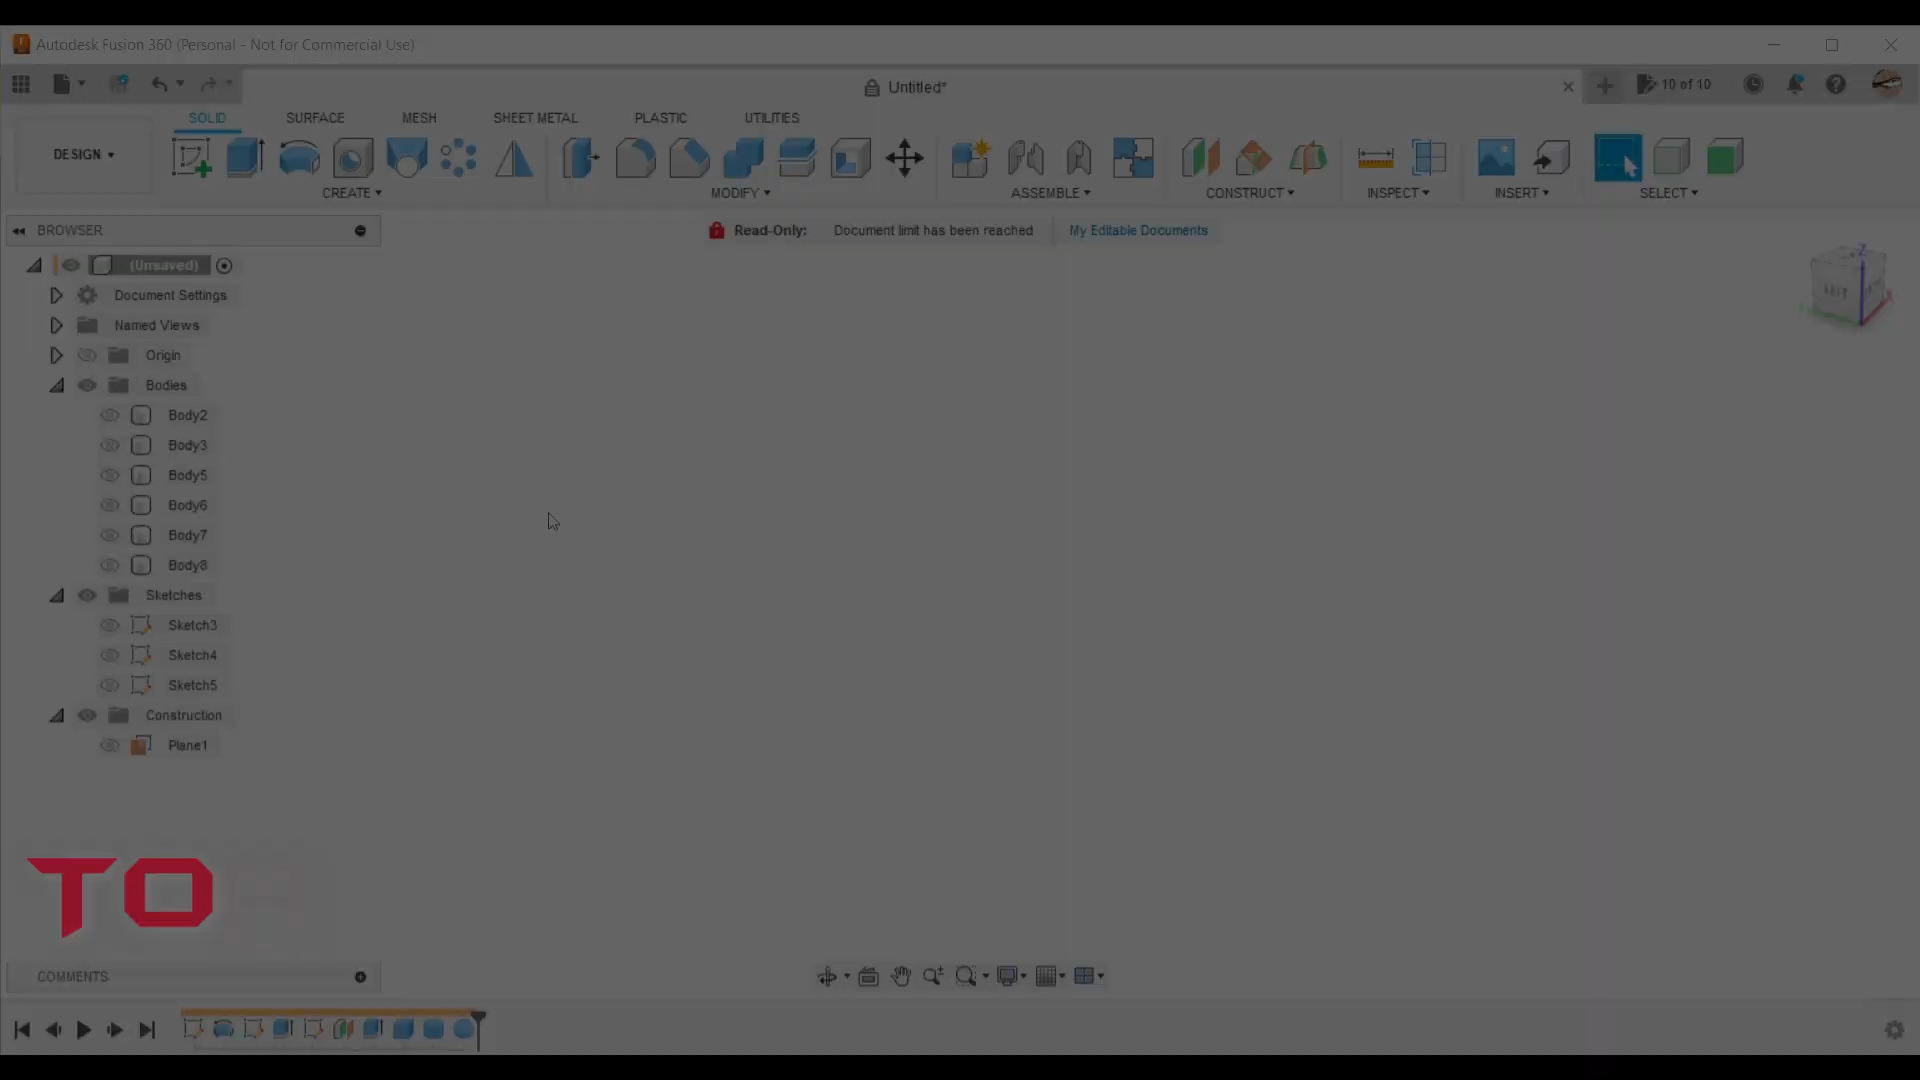 Autodesk Fusion 360 (Personal - Not for Commercial Use)
Untitled*
10 of 10
DESIGN
SOLID
SURFACE
MESH
SHEET METAL
PLASTIC
UTILITIES
CREATE
MODIFY
ASSEMBLE
CONSTRUCT
INSPECT
INSERT
SELECT
BROWSER
Read-Only: Document limit has been reached
My Editable Documents
(Unsaved)
Document Settings
Named Views
Origin
Bodies
Body2
Body3
Body5
Body6
Body7
Body8
Sketches
Sketch3
Sketch4
Sketch5
Construction
Plane1
Z
TO
COMMENTS